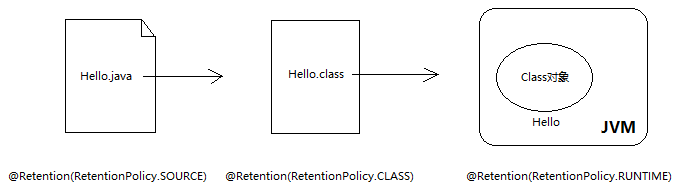 Hello.java
Hello.class
Class对象
Hello
JVM
@Retention(RetentionPolicy.SOURCE)
@Retention(RetentionPolicy.CLASS)
@Retention(RetentionPolicy.RUNTIME)